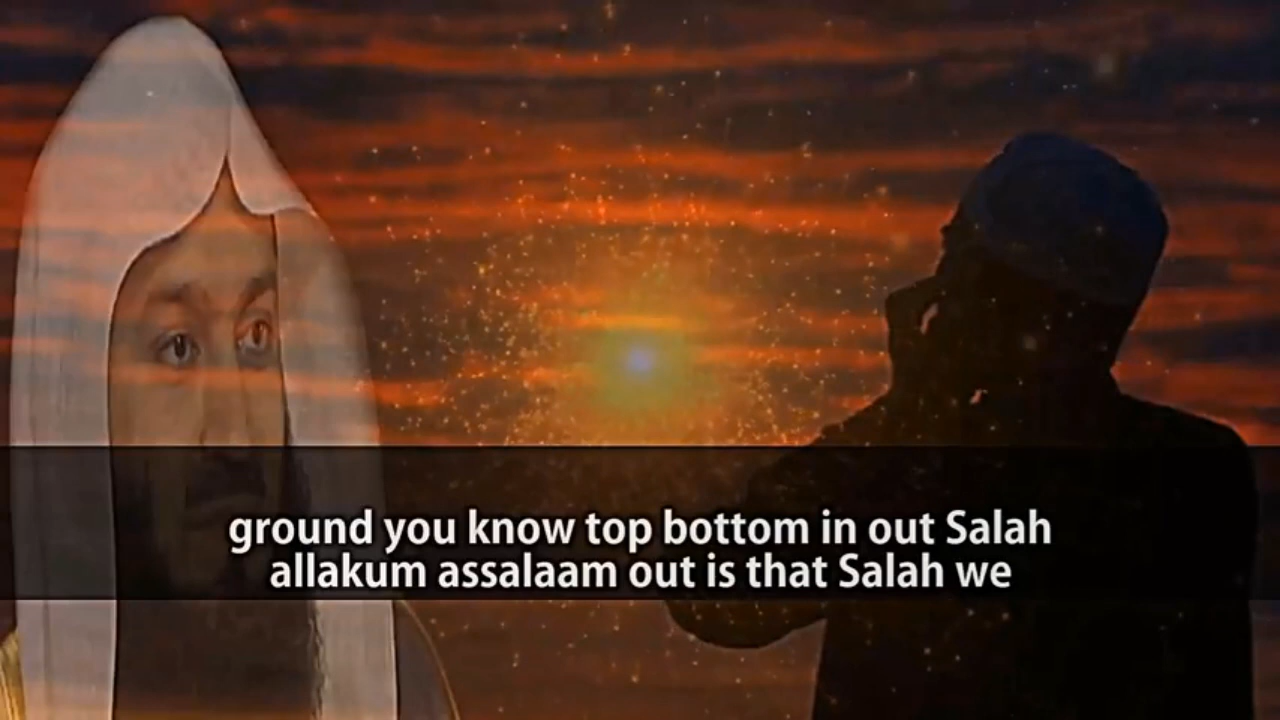 ground you know top bottom in out Salah
allakum assalaam out is that Salah we